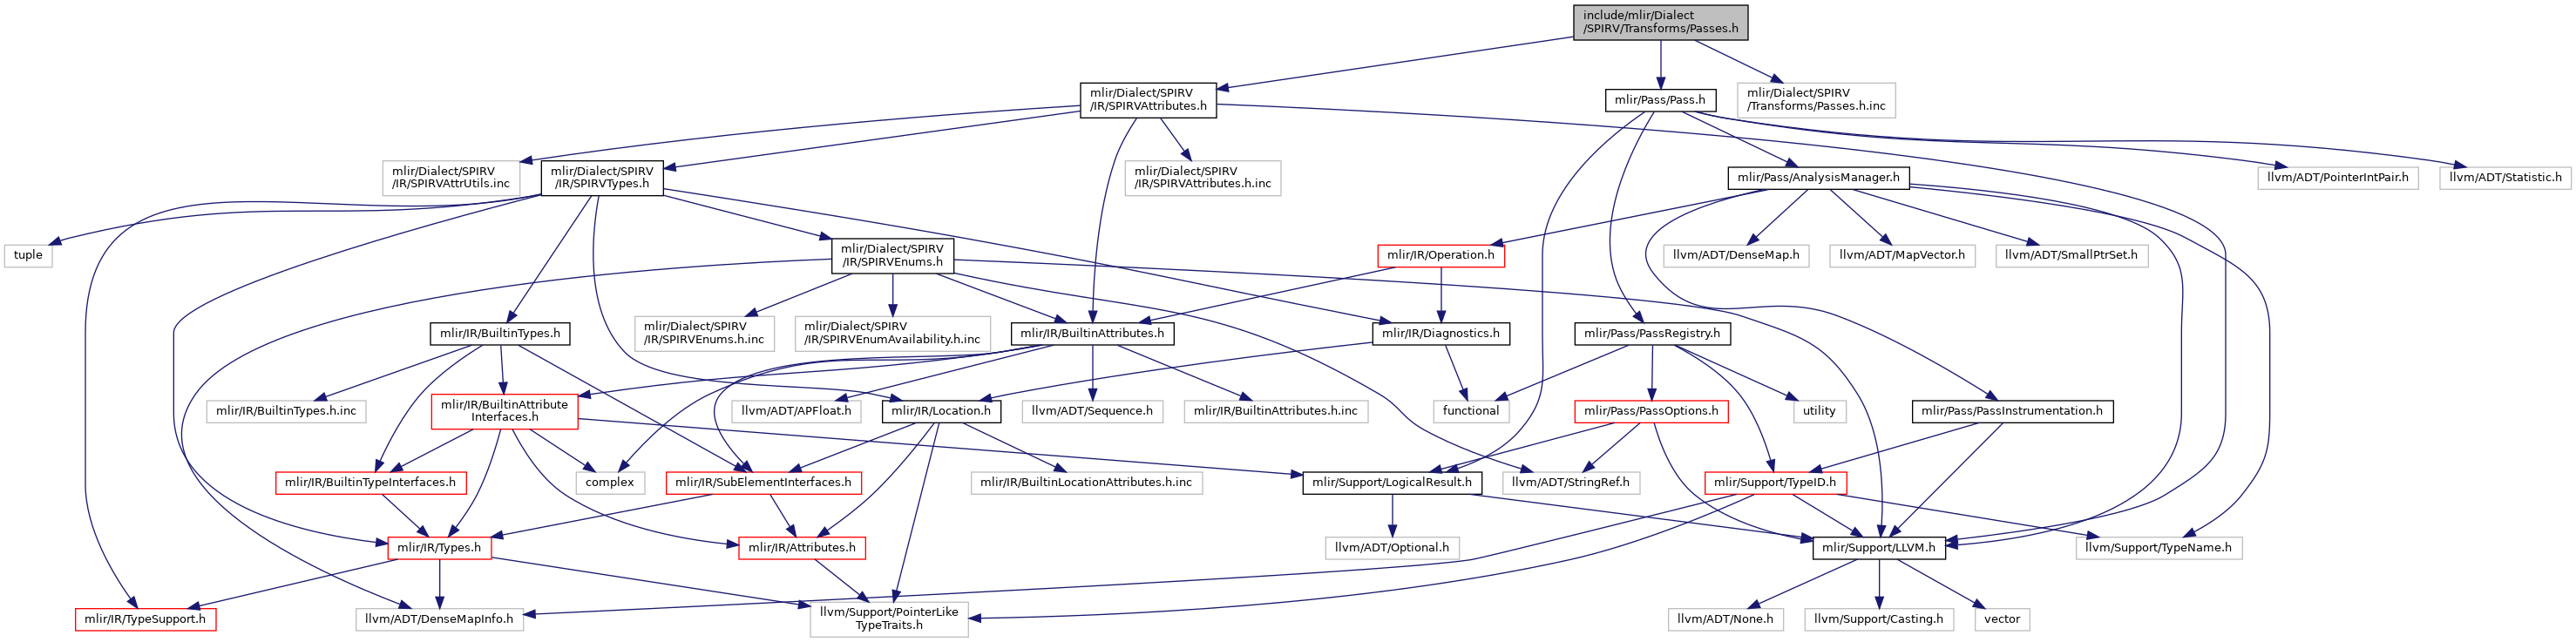 include/mlir/Dialect
/SPIRV/Transforms/Passes.h
mlir/Dialect/SPIRV
/IR/SPIRVAttributes.h
mlir/Pass/Pass.h
mlir/Dialect/SPIRV
/Transforms/Passes.h.inc
mlir/Dialect/SPIRV
/IR/SPIRVAttrUtils.inc
mlir/Dialect/SPIRV
/IR/SPIRVTypes.h
mlir/Dialect/SPIRV
/IR/SPIRVAttributes.h.inc
mlir/Pass/AnalysisManager.h
llvm/ADT/PointerIntPair.h
llvm/ADT/Statistic.h
tuple
mlir/Dialect/SPIRV
/IR/SPIRVEnums.h
mlir/IR/Operation.h
llvm/ADT/DenseMap.h
llvm/ADT/MapVector.h
llvm/ADT/SmallPtrSet.h
mlir/IR/BuiltinTypes.h
mlir/Dialect/SPIRV
/IR/SPIRVEnums.h.inc
mlir/Dialect/SPIRV
/IR/SPIRVEnumAvailability.h.inc
mlir/IR/BuiltinAttributes.h
mlir/IR/Diagnostics.h
mlir/Pass/PassRegistry.h
mlir/IR/BuiltinTypes.h.inc
mlir/IR/BuiltinAttribute
Interfaces.h
llvm/ADT/APFloat.h
mlir/IR/Location.h
llvm/ADT/Sequence.h
mlir/IR/BuiltinAttributes.h.inc
functional
mlir/Pass/PassOptions.h
utility
mlir/Pass/PassInstrumentation.h
mlir/IR/BuiltinTypeInterfaces.h
complex
mlir/IR/SubElementInterfaces.h
mlir/IR/BuiltinLocationAttributes.h.inc
mlir/Support/LogicalResult.h
llvm/ADT/StringRef.h
mlir/Support/TypeID.h
mlir/IR/Types.h
mlir/IR/Attributes.h
llvm/ADT/Optional.h
mlir/Support/LLVM.h
llvm/Support/TypeName.h
mlir/IR/TypeSupport.h
llvm/ADT/DenseMapInfo.h
llvm/Support/PointerLike
TypeTraits.h
llvm/ADT/None.h
llvm/Support/Casting.h
vector